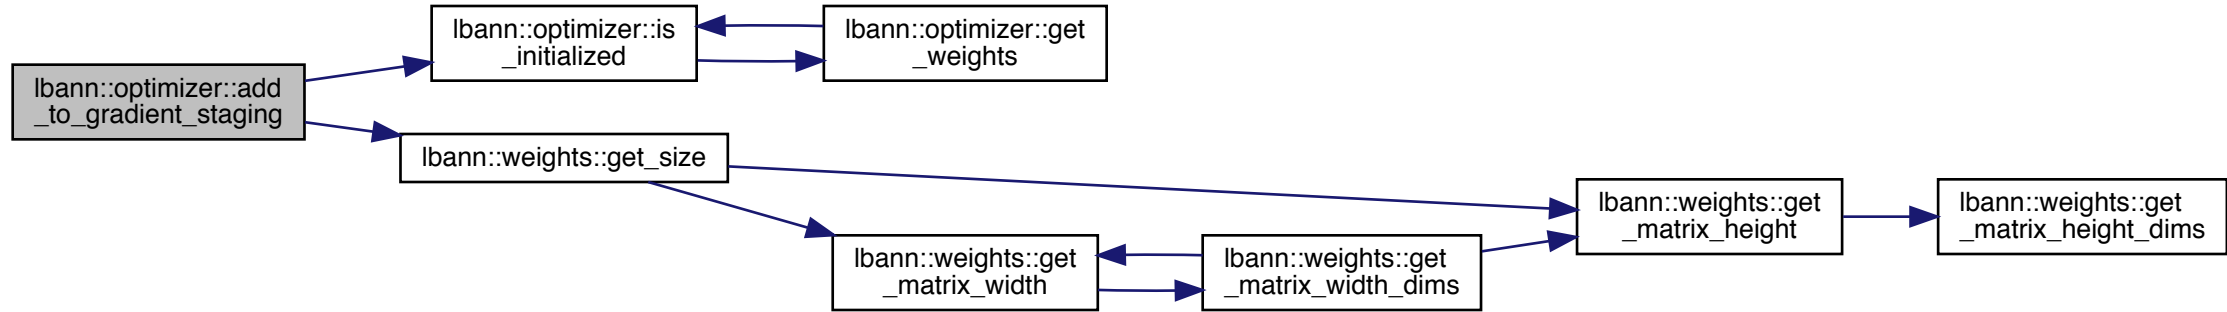 lbann::optimizer::add
_to_gradient_staging
lbann::optimizer::is
_initialized
lbann::optimizer::get
_weights
lbann::weights::get_size
lbann::weights::get
_matrix_width
lbann::weights::get
_matrix_width_dims
lbann::weights::get
_matrix_height
lbann::weights::get
_matrix_height_dims